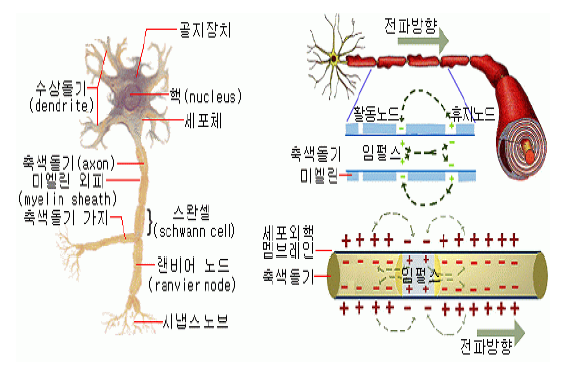 골지장치
수상돌기
(dendrite)
핵(nucleus)
세포체
축색돌기(axon)
미엘린 외피
(myelin sheath)
축색돌기 가지
스완셀
(schwann cell)
랜비어 노드
(ranvier node)
시냅스노브
전파방향
활동노드
휴지노드
축색돌기
임펄스
미엘린
세포외핵
멤브레인
축색돌기
임펄스
전파방향